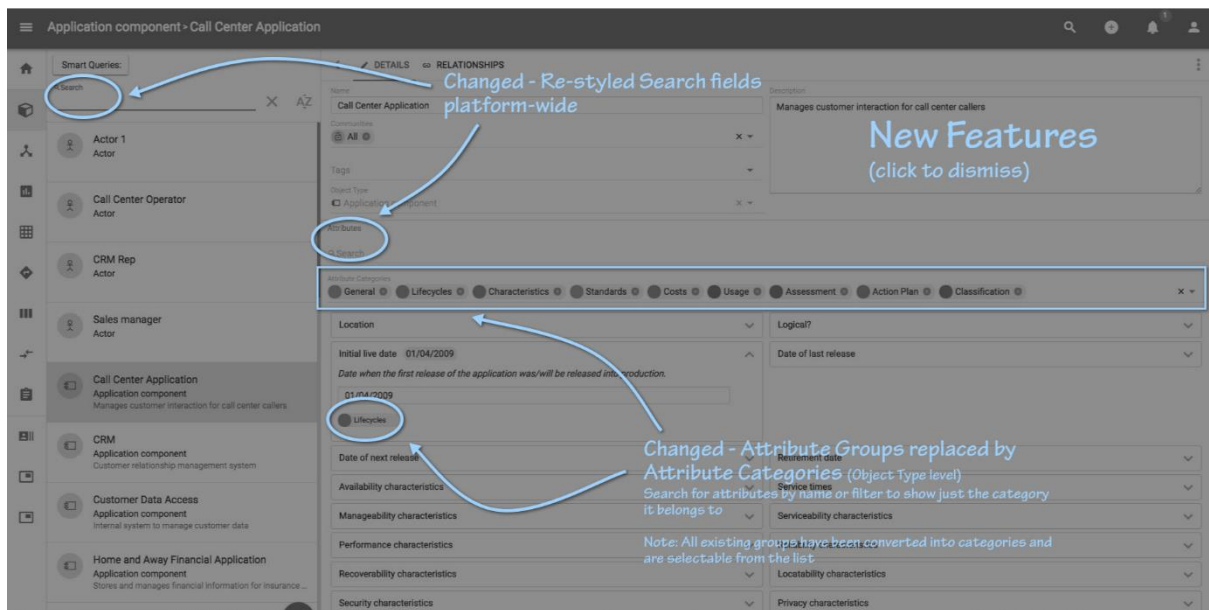 Application component > Call Center Application
1
Smart Queries:
DETAILS
RELATIONSHIPS
Search
AZ
Changed - Re-styled Search fields
platform-wide
Name
Call Center Application
Description
Manages customer interaction for call center callers
New Features
(click to dismiss)
Communities
All
Tags
Object Type
Application component
Attributes
Search
Attribute Categories
General
Lifecycles
Characteristics
Standards
Costs
Usage
Assessment
Action Plan
Classification
Actor 1
Actor
Call Center Operator
Actor
CRM Rep
Actor
Sales manager
Actor
Call Center Application
Application component
Manages customer interaction for call center callers
CRM
Application component
Customer relationship management system
Customer Data Access
Application component
Internal system to manage customer data
Home and Away Financial Application
Application component
Stores and manages financial information for insurance ...
Location
Logical?
Initial live date 01/04/2009
Date of last release
Date when the first release of the application was/will be released into production.
01/04/2009
Lifecycles
Changed - Attribute Groups replaced by
Attribute Categories (Object Type level)
Search for attributes by name or filter to show just the category
it belongs to
Note: All existing groups have been converted into categories and
are selectable from the list
Date of next release
Retirement date
Availability characteristics
Service times
Manageability characteristics
Serviceability characteristics
Performance characteristics
Recoverability characteristics
Locatability characteristics
Security characteristics
Privacy characteristics